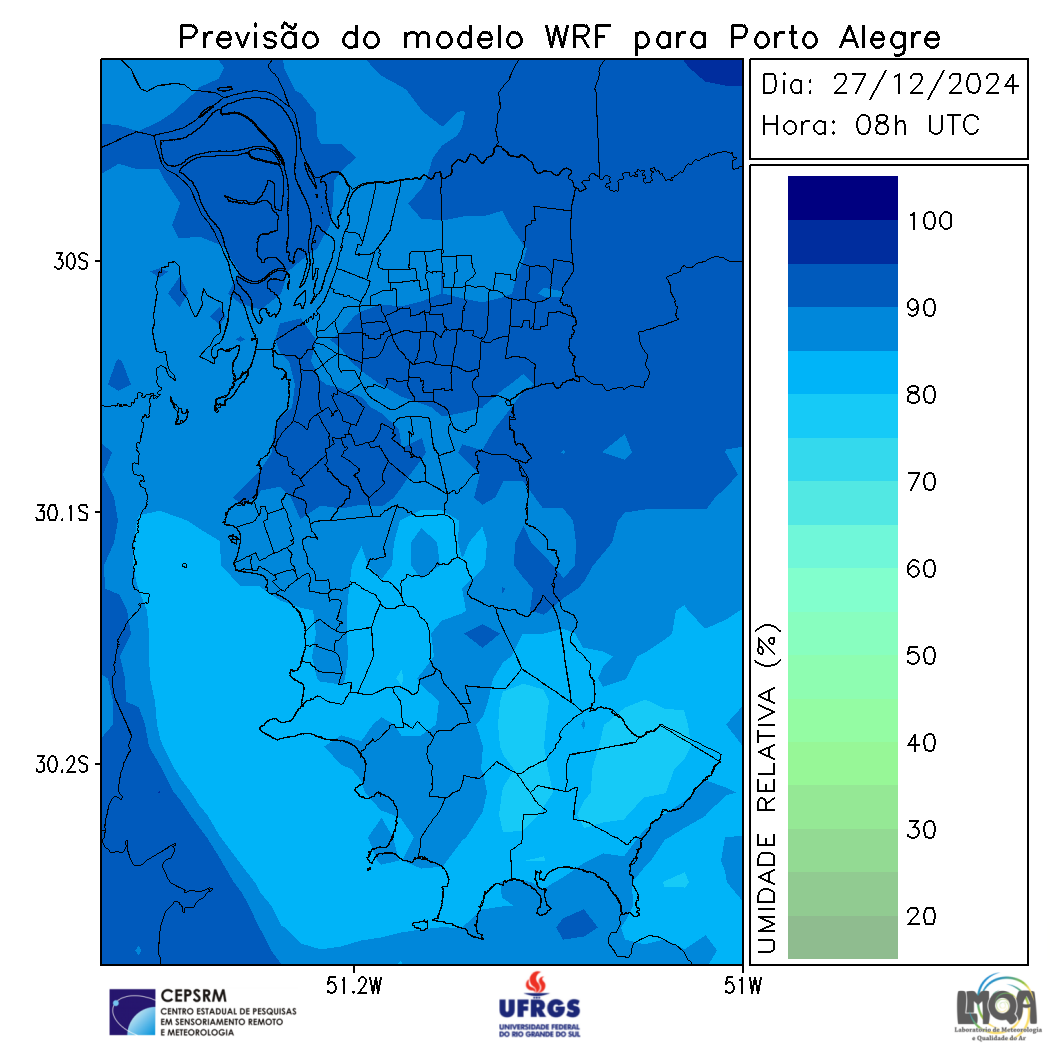 Previsão do modelo WRF para Porto Alegre
Dia: 27/12/2024
Hora: 08h UTC
100
90
80
70
60
50
40
30
20
UMIDADE RELATIVA (%)
30S
30.1S
30.2S
51.2W
51W
CEPSRM
CENTRO ESTADUAL DE PESQUISAS
EM SENSORIAMENTO REMOTO
E METEOROLOGIA
UFRGS
UNIVERSIDADE FEDERAL
DO RIO GRANDE DO SUL
LMQA
Laboratório de Meteorologia
e Qualidade do Ar